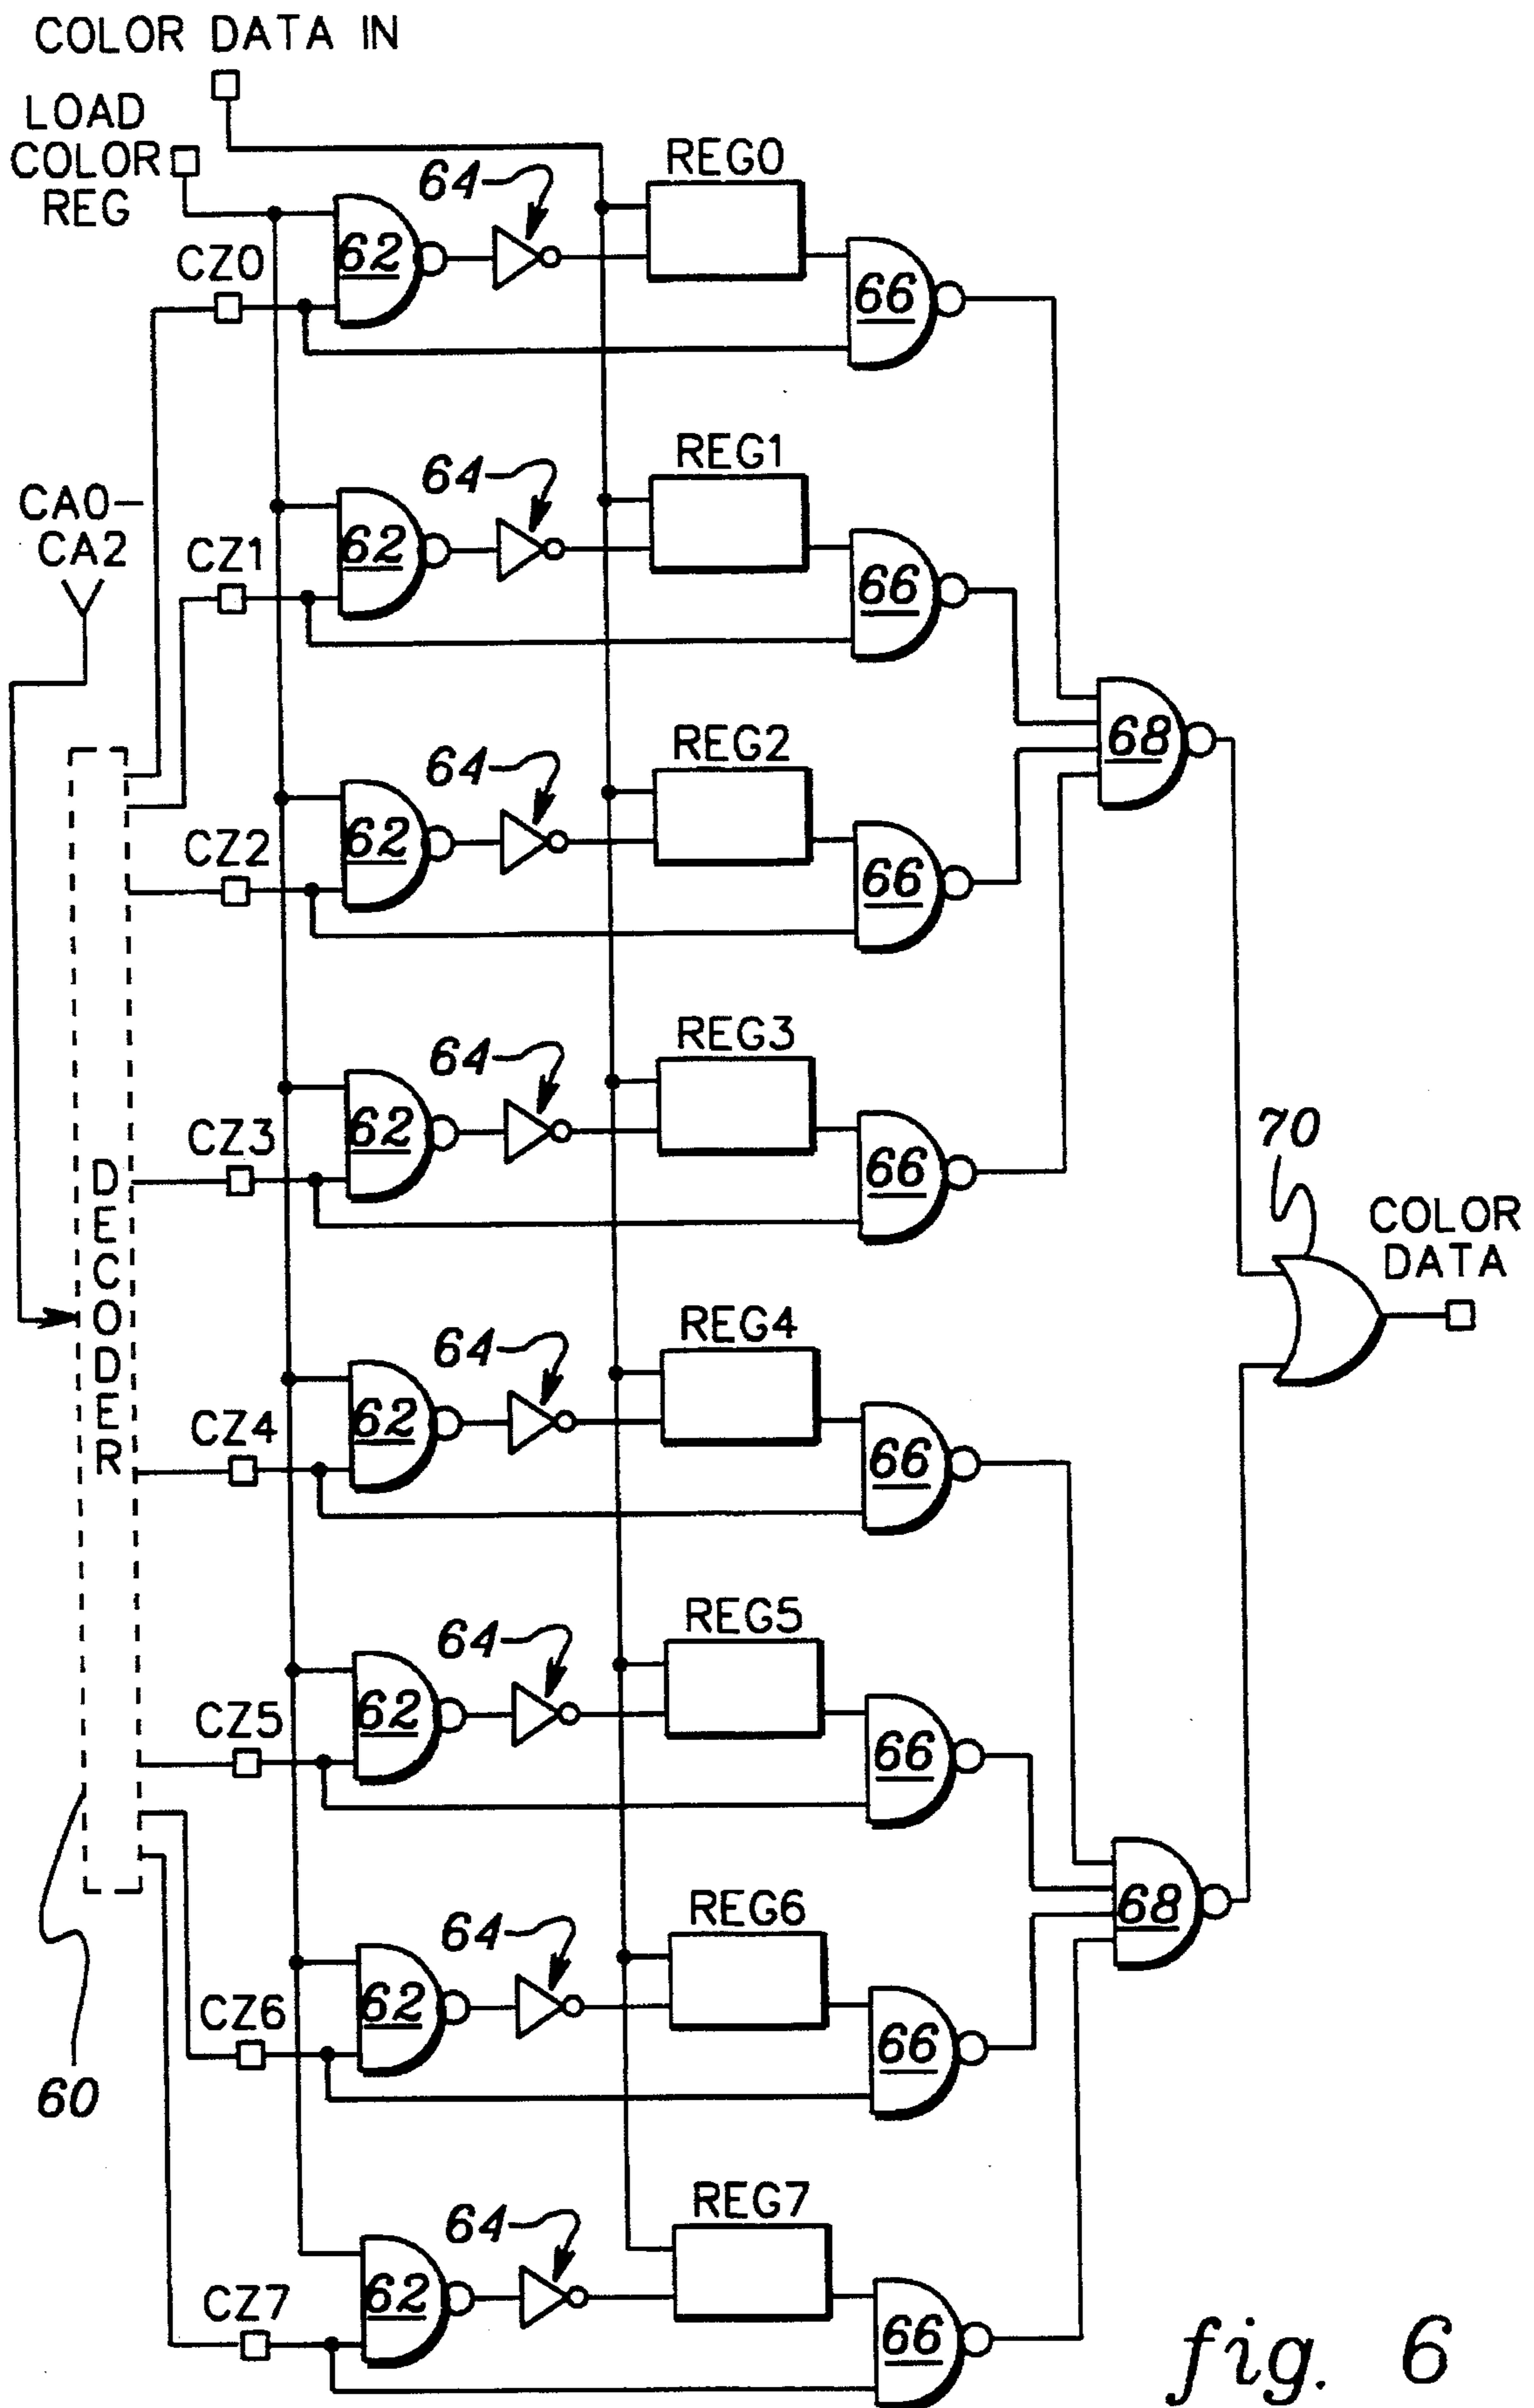 COLOR DATA IN
LOAD
COLOR
REG
CZ0
62
64
REG0
66
CA0-
CA2
CZ1
62
64
REG1
66
CZ2
62
64
REG2
66
68
CZ3
62
64
REG3
66
DECODER
70
COLOR
DATA
CZ4
62
64
REG4
66
CZ5
62
64
REG5
66
60
CZ6
62
64
REG6
66
68
CZ7
62
64
REG7
66
fig. 6